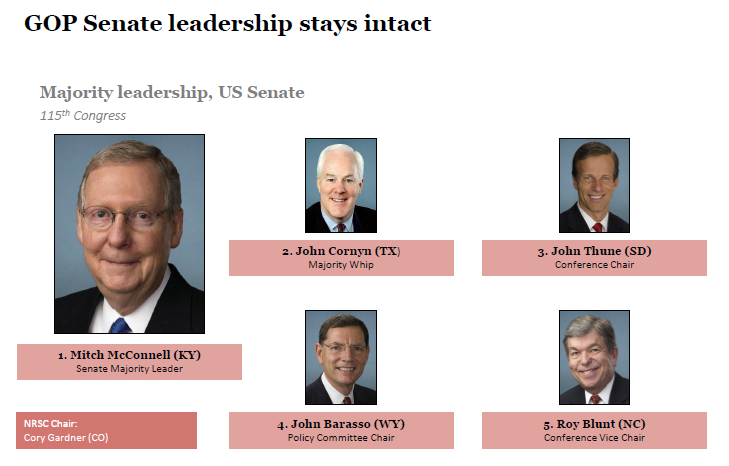 GOP Senate leadership stays intact
Majority leadership, US Senate
115th Congress
1. Mitch McConnell (KY)
Senate Majority Leader
2. John Cornyn (TX)
Majority Whip
3. John Thune (SD)
Conference Chair
4. John Barasso (WY)
Policy Committee Chair
5. Roy Blunt (NC)
Conference Vice Chair
NRSC Chair:
Cory Gardner (CO)